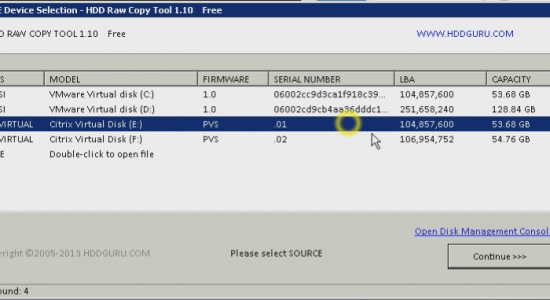 E Device Selection - HDD Raw Copy Tool 1.10 Free
D RAW COPY TOOL 1.10 Free WWW.HDDGURU.COM
S MODEL FIRMWARE SERIAL NUMBER LBA CAPACITY
SI VMware Virtual disk (C:) 1.0 06002cc9d3ca1f918c39... 104,857,600 53.68 GB
SI VMware Virtual disk (D:) 1.0 06002cd9cb4aa36dddc1... 251,658,240 128.84 GB
VIRTUAL Citrix Virtual Disk (E:) PVS .01 104,857,600 53.68 GB
VIRTUAL Citrix Virtual Disk (F:) PVS .02 106,954,752 54.76 GB
E Double-click to open file
Open Disk Management Consol
yright ©2005-2013 HDDGURU.COM Please select SOURCE Continue >>>
ound: 4